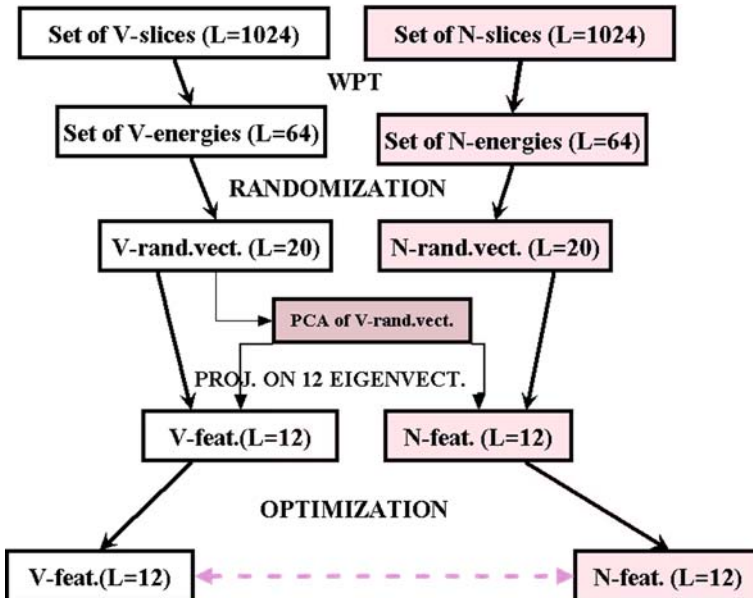 Set of V-slices (L=1024)
Set of N-slices (L=1024)
WPT
Set of V-energies (L=64)
Set of N-energies (L=64)
RANDOMIZATION
V-rand.vect. (L=20)
N-rand.vect. (L=20)
PCA of V-rand.vect.
PROJ. ON 12 EIGENVECT.
V-feat.(L=12)
N-feat. (L=12)
OPTIMIZATION
V-feat.(L=12)
N-feat. (L=12)